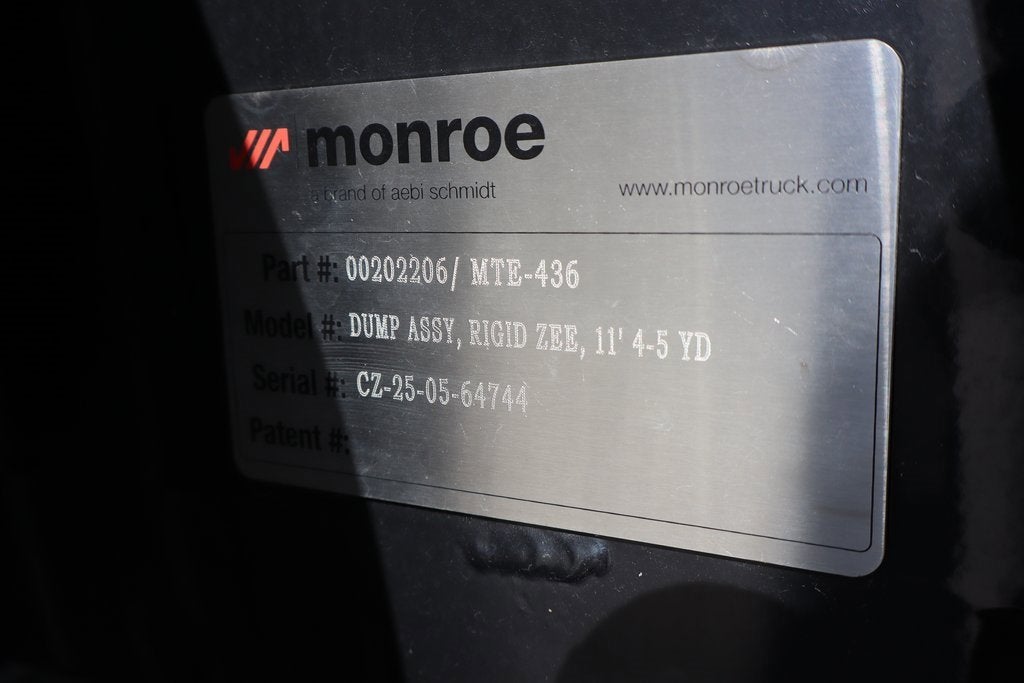 monroe
a brand of aebi schmidt
www.monroetruck.com
Part #: 00202206/ MTE-436
Model #: DUMP ASSY, RIGID ZEE, 11' 4-5 YD
Serial #: CZ-25-05-64744
Patent #: